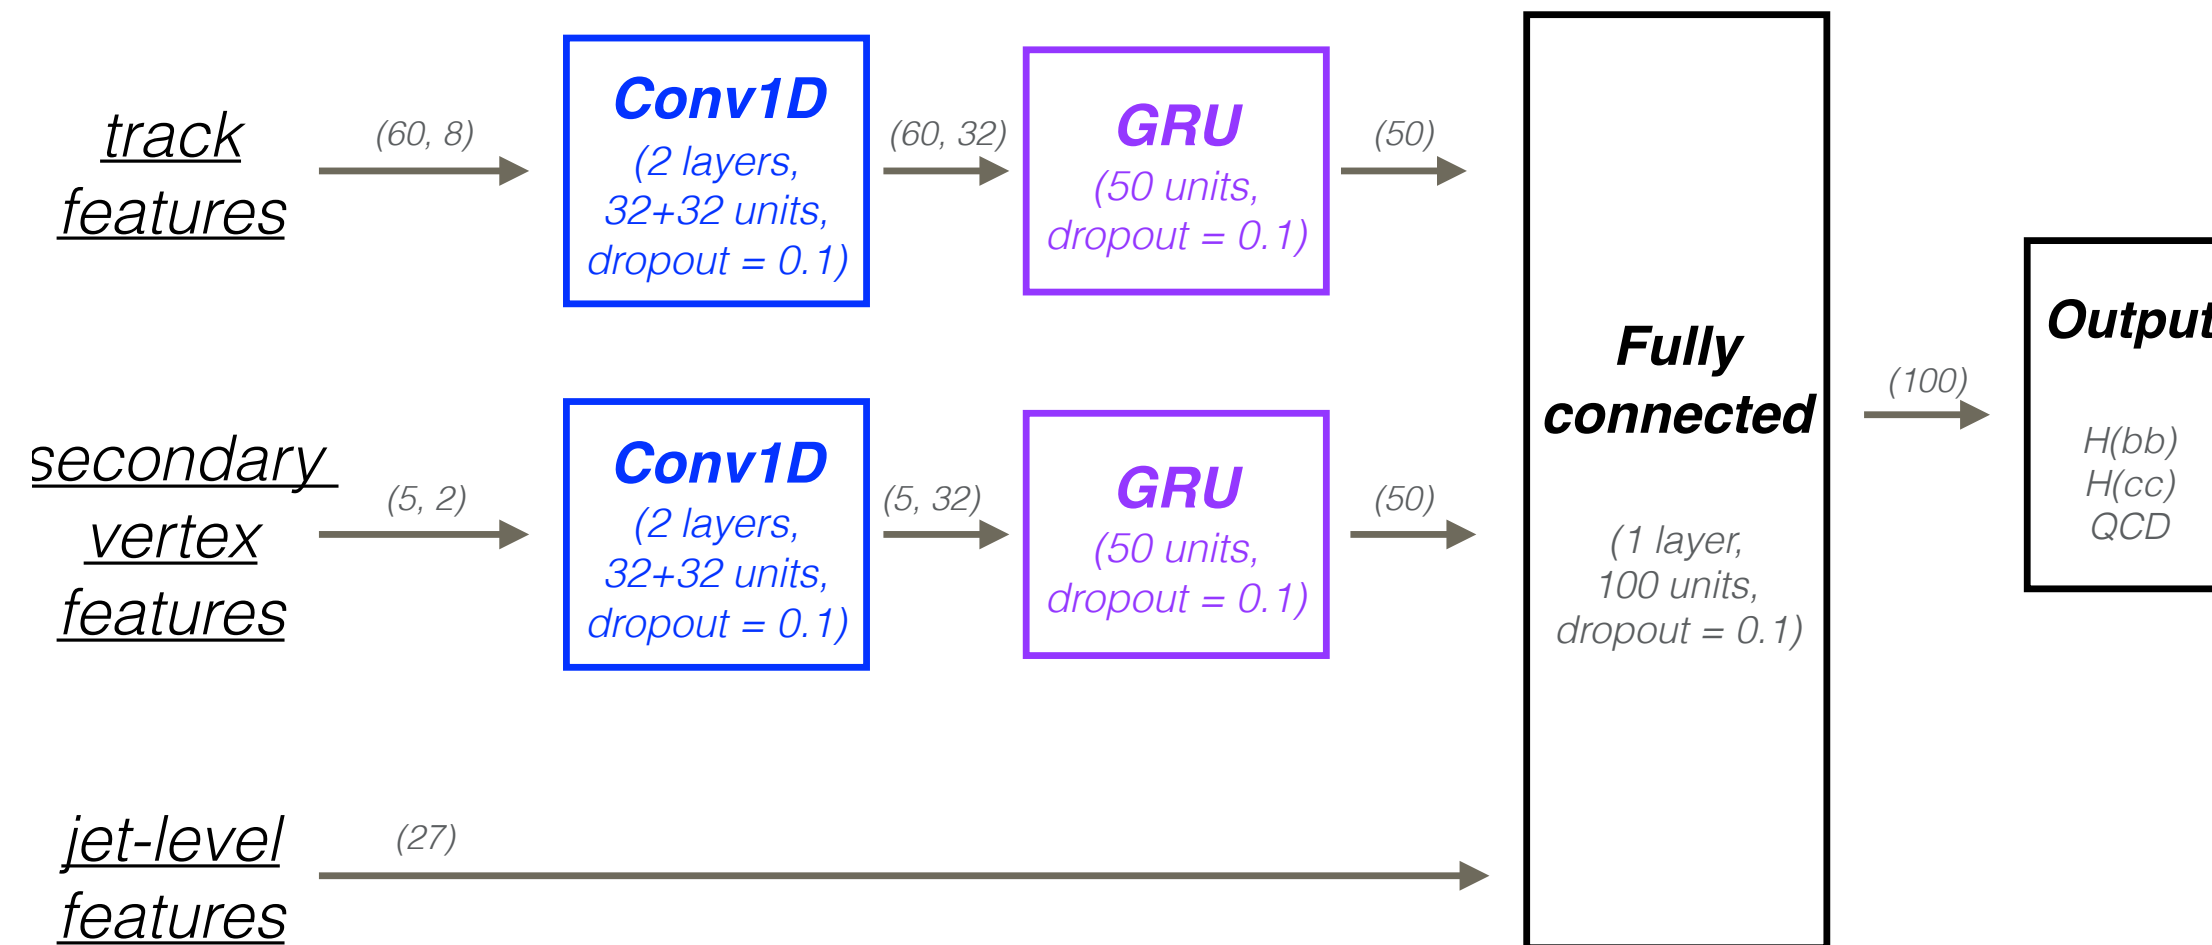 track
features
(60, 8)
Conv1D
(2 layers,
32+32 units,
dropout = 0.1)
(60, 32)
GRU
(50 units,
dropout = 0.1)
(50)
secondary
vertex
features
(5, 2)
Conv1D
(2 layers,
32+32 units,
dropout = 0.1)
(5, 32)
GRU
(50 units,
dropout = 0.1)
(50)
jet-level
features
(27)
Fully
connected
(1 layer,
100 units,
dropout = 0.1)
(100)
Output
H(bb)
H(cc)
QCD